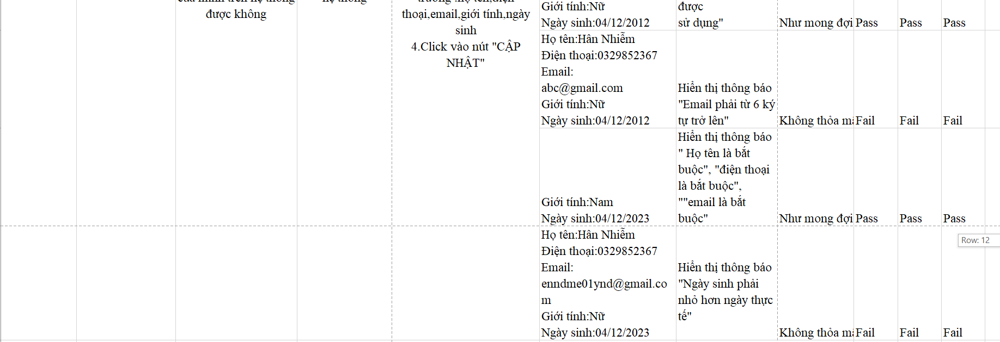 được không
thoại,email,giới tính,ngày
sinh
4.Click vào nút "CẬP
NHẬT"
Giới tính:Nữ
Ngày sinh:04/12/2012
được
sử dụng"
Như mong đợi
Pass
Pass
Pass
Họ tên:Hân Nhiễm
Điện thoại:0329852367
Email:
abc@gmail.com
Giới tính:Nữ
Ngày sinh:04/12/2012
Hiển thị thông báo
"Email phải từ 6 ký
tự trở lên"
Không thỏa mã
Fail
Fail
Fail
Giới tính:Nam
Ngày sinh:04/12/2023
Hiển thị thông báo
" Họ tên là bắt
buộc", "điện thoại
là bắt buộc",
""email là bắt
buộc"
Như mong đợi
Pass
Pass
Pass
Row: 12
Họ tên:Hân Nhiễm
Điện thoại:0329852367
Email:
enndme01ynd@gmail.co
m
Giới tính:Nữ
Ngày sinh:04/12/2023
Hiển thị thông báo
"Ngày sinh phải
nhỏ hơn ngày thực
tế"
Không thỏa mã
Fail
Fail
Fail